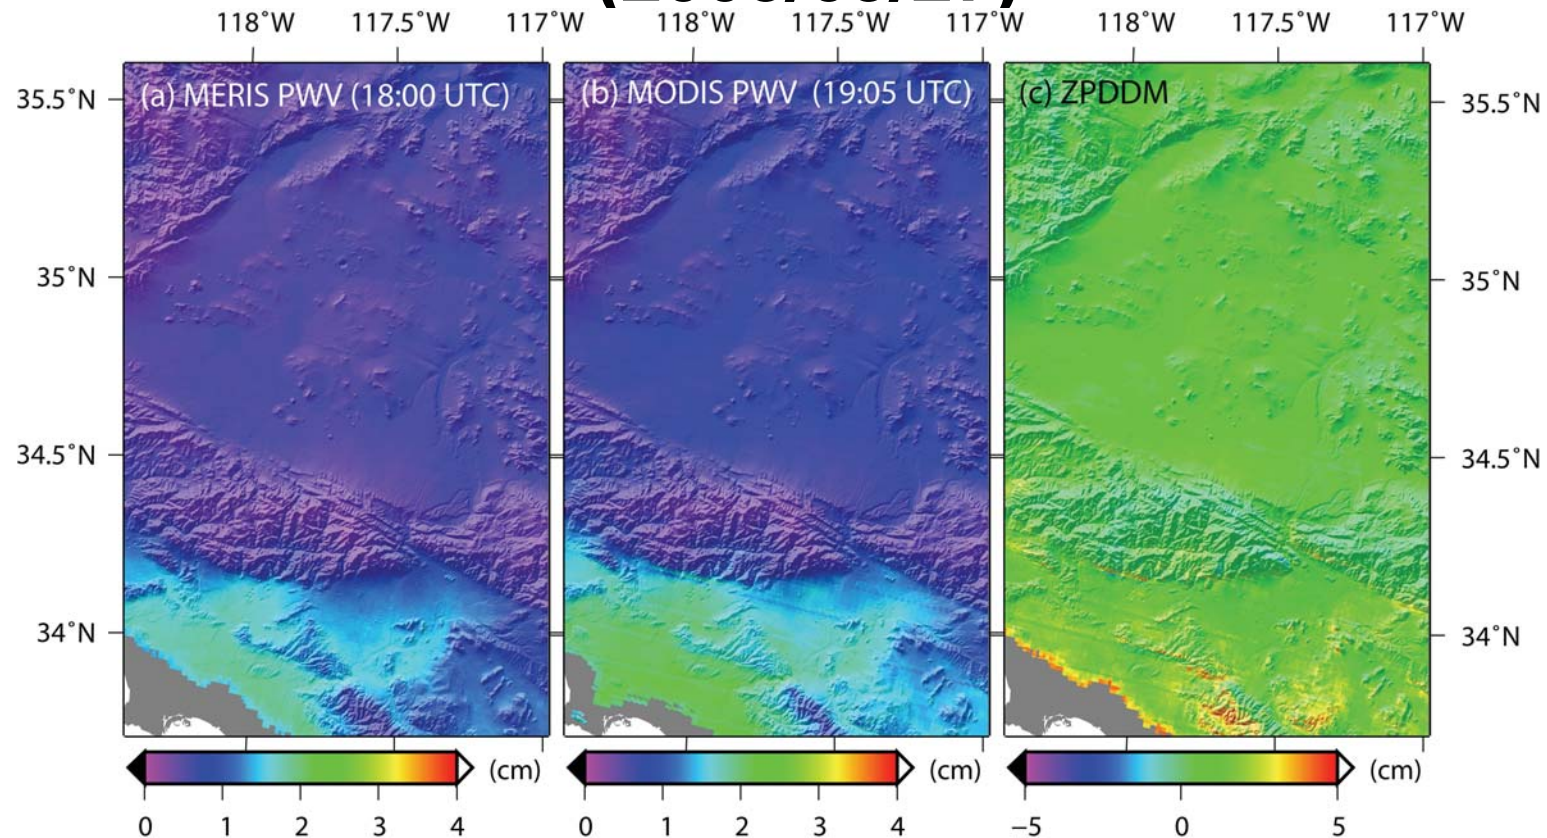 118°W 117.5°W 117°W 118°W 117.5°W 117°W 118°W 117.5°W 117°W
(a) MERIS PWV (18:00 UTC) (b) MODIS PWV (19:05 UTC) (c) ZPDDM
35.5°N 35.5°N
35°N 35°N
34.5°N 34.5°N
34°N 34°N
(cm) (cm) (cm)
0 1 2 3 4 0 1 2 3 4 −5 0 5